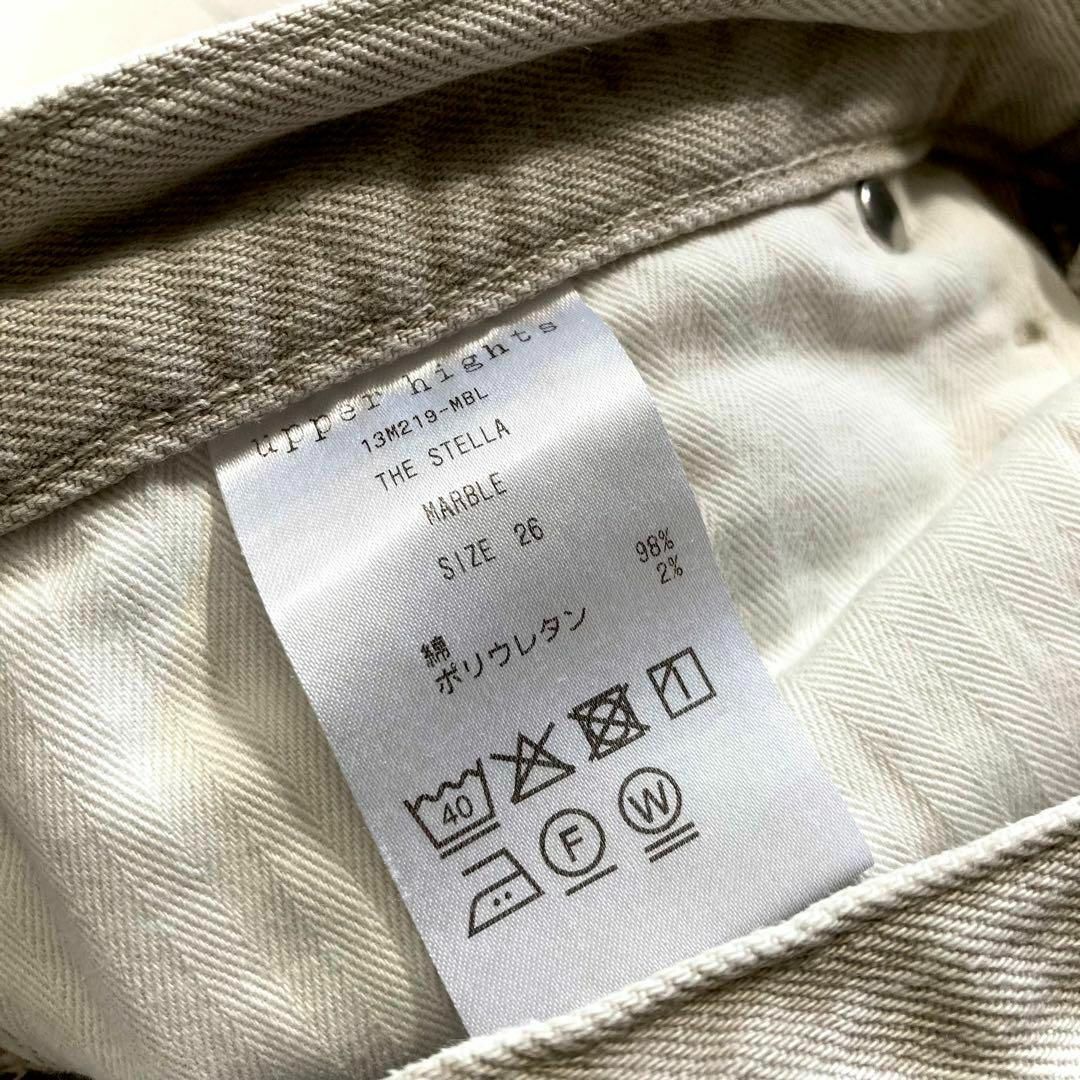 upper hights
13M219-MBL
THE STELLA
MARBLE
SIZE 26
綿 98%
ポリウレタン 2%
40
F W